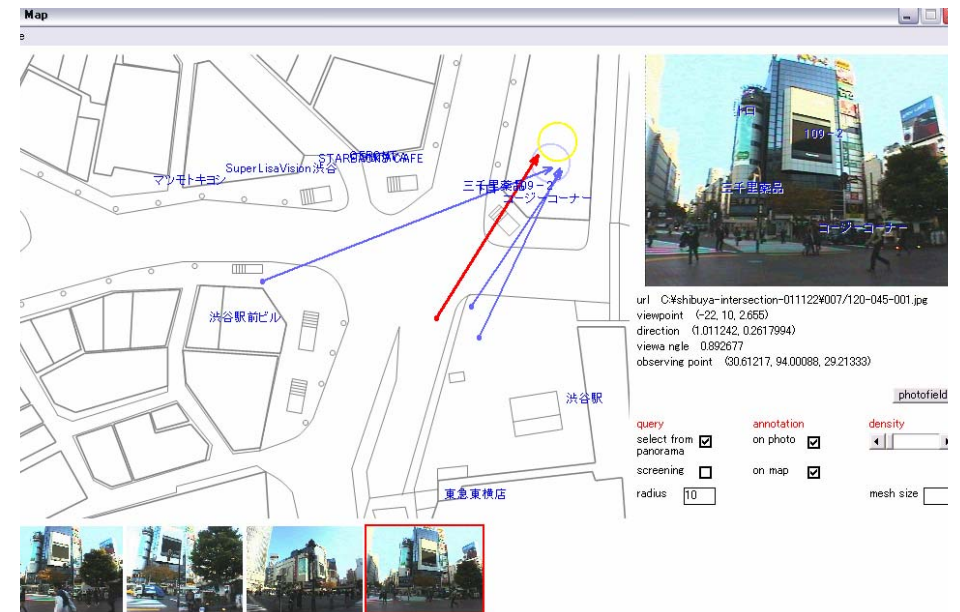 Map
e
SuperLisaVision渋谷
マツモトキヨシ
三千里薬品
109-2
コージーコーナー
渋谷駅前ビル
渋谷駅
東急東横店
109-2
三千里薬品
コージーコーナー
url C:¥shibuya-intersection-011122¥007/120-045-001.jpg
viewpoint (-22, 10, 2.655)
direction (1.011242, 0.2617994)
viewa ngle 0.892677
observing point (30.61217, 94.00088, 29.21333)
photofield
query annotation density
select from panorama on photo
screening on map
radius 10 mesh size